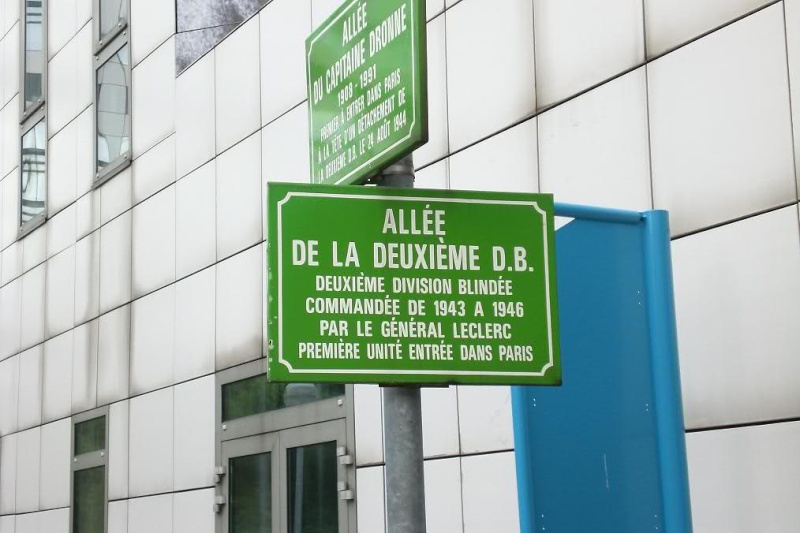 ALLÉE
DU CAPITAINE DRONNE
1908 - 1991
PREMIER A ENTRER DANS PARIS
A LA TÊTE D'UN DÉTACHEMENT DE
LA DEUXIÈME D.B. LE 24 AOÛT 1944
ALLÉE
DE LA DEUXIÈME D.B.
DEUXIÈME DIVISION BLINDÉE
COMMANDÉE DE 1943 A 1946
PAR LE GÉNÉRAL LECLERC
PREMIÈRE UNITÉ ENTRÉE DANS PARIS